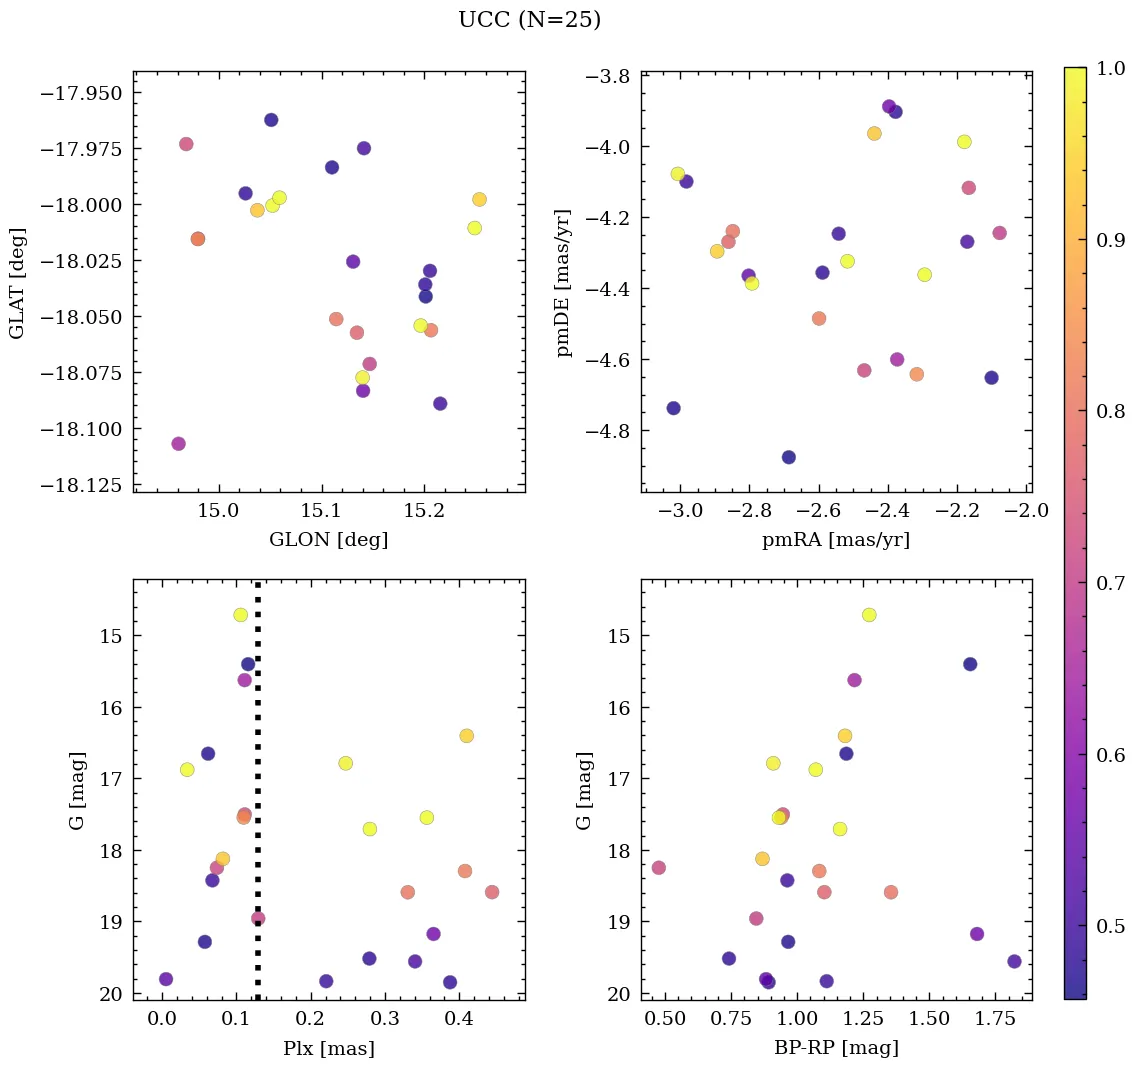 UCC (N=25)
−17.950
−17.975
−18.000
−18.025
−18.050
−18.075
−18.100
−18.125
GLAT [deg]
15.0 15.1 15.2
GLON [deg]
−3.8
−4.0
−4.2
−4.4
−4.6
−4.8
pmDE [mas/yr]
−3.0 −2.8 −2.6 −2.4 −2.2 −2.0
pmRA [mas/yr]
15
16
17
18
19
20
G [mag]
0.0 0.1 0.2 0.3 0.4
Plx [mas]
15
16
17
18
19
20
G [mag]
0.50 0.75 1.00 1.25 1.50 1.75
BP-RP [mag]
1.0
0.9
0.8
0.7
0.6
0.5